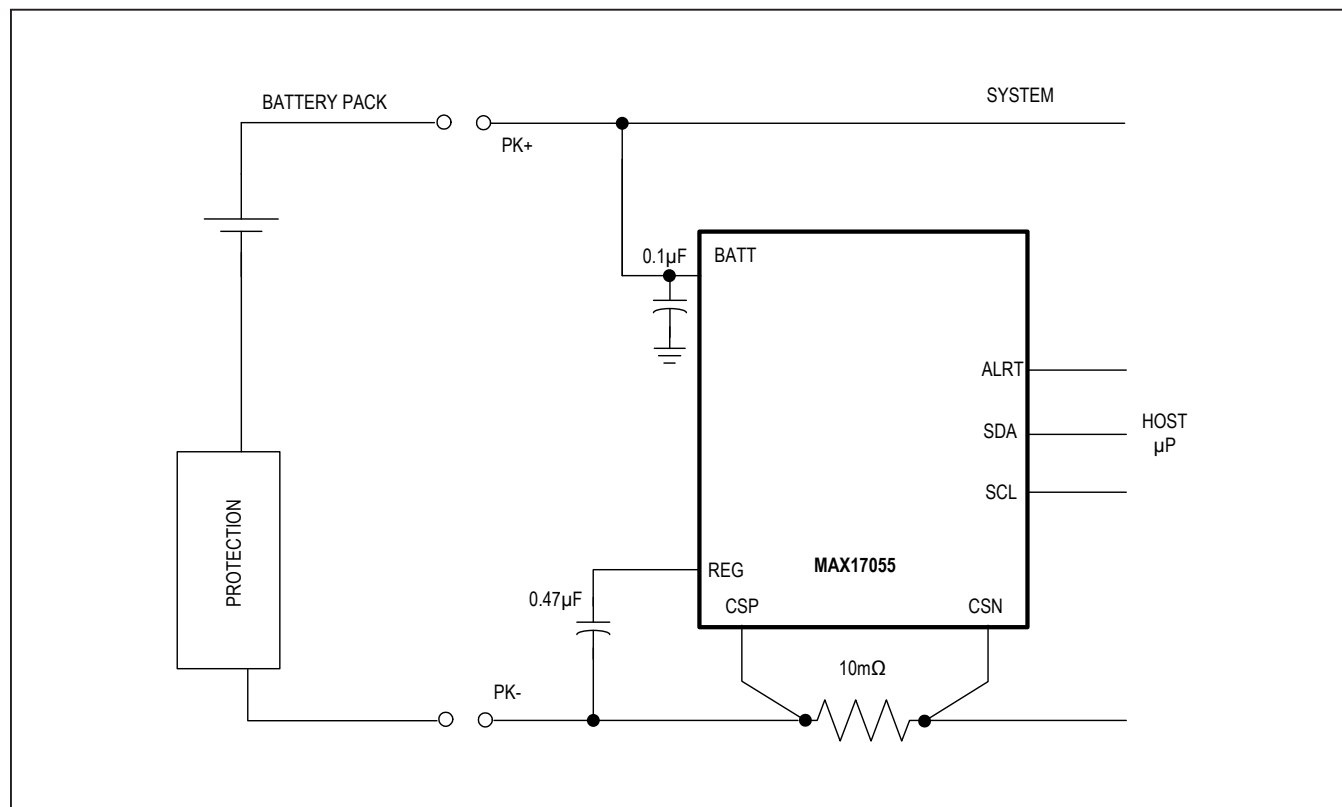 BATTERY PACK
SYSTEM
PK+
0.1µF
BATT
ALRT
SDA
HOST
µP
SCL
PROTECTION
REG
MAX17055
0.47µF
CSP
CSN
10mΩ
PK-